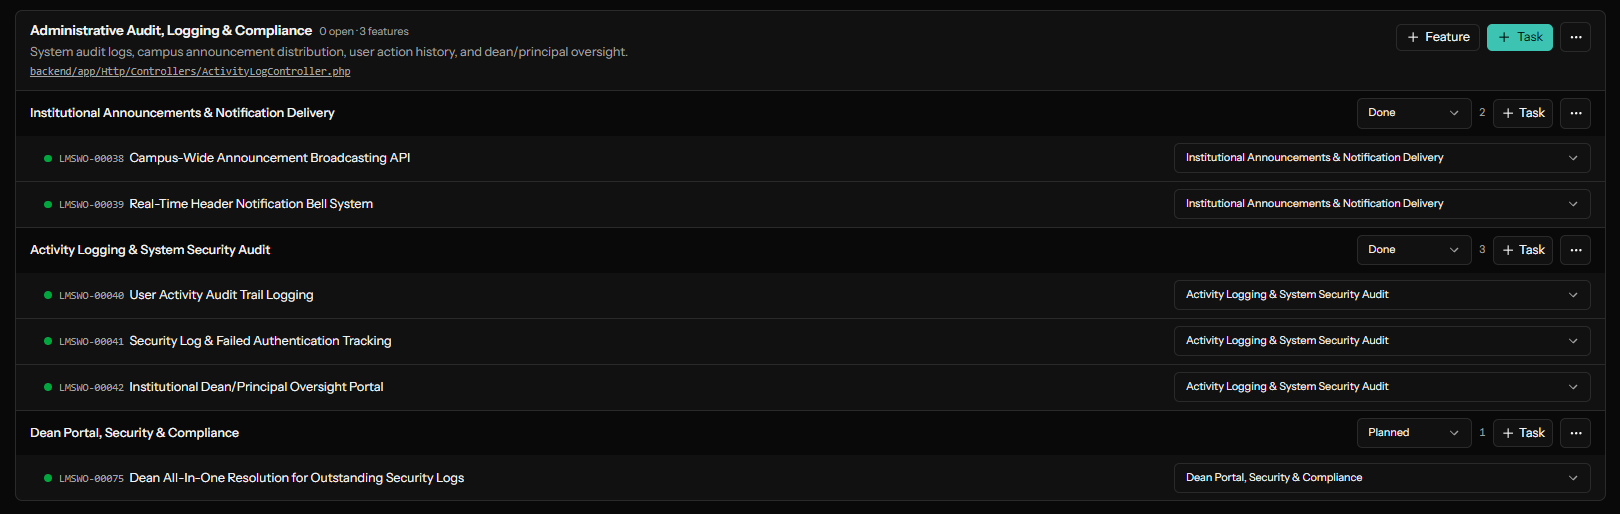 Administrative Audit, Logging & Compliance 0 open · 3 features + Feature + Task ...
System audit logs, campus announcement distribution, user action history, and dean/principal oversight.
backend/app/Http/Controllers/ActivityLogController.php
Institutional Announcements & Notification Delivery Done 2 + Task ...
LMSWO-00038 Campus-Wide Announcement Broadcasting API Institutional Announcements & Notification Delivery
LMSWO-00039 Real-Time Header Notification Bell System Institutional Announcements & Notification Delivery
Activity Logging & System Security Audit Done 3 + Task ...
LMSWO-00040 User Activity Audit Trail Logging Activity Logging & System Security Audit
LMSWO-00041 Security Log & Failed Authentication Tracking Activity Logging & System Security Audit
LMSWO-00042 Institutional Dean/Principal Oversight Portal Activity Logging & System Security Audit
Dean Portal, Security & Compliance Planned 1 + Task ...
LMSWO-00075 Dean All-In-One Resolution for Outstanding Security Logs Dean Portal, Security & Compliance